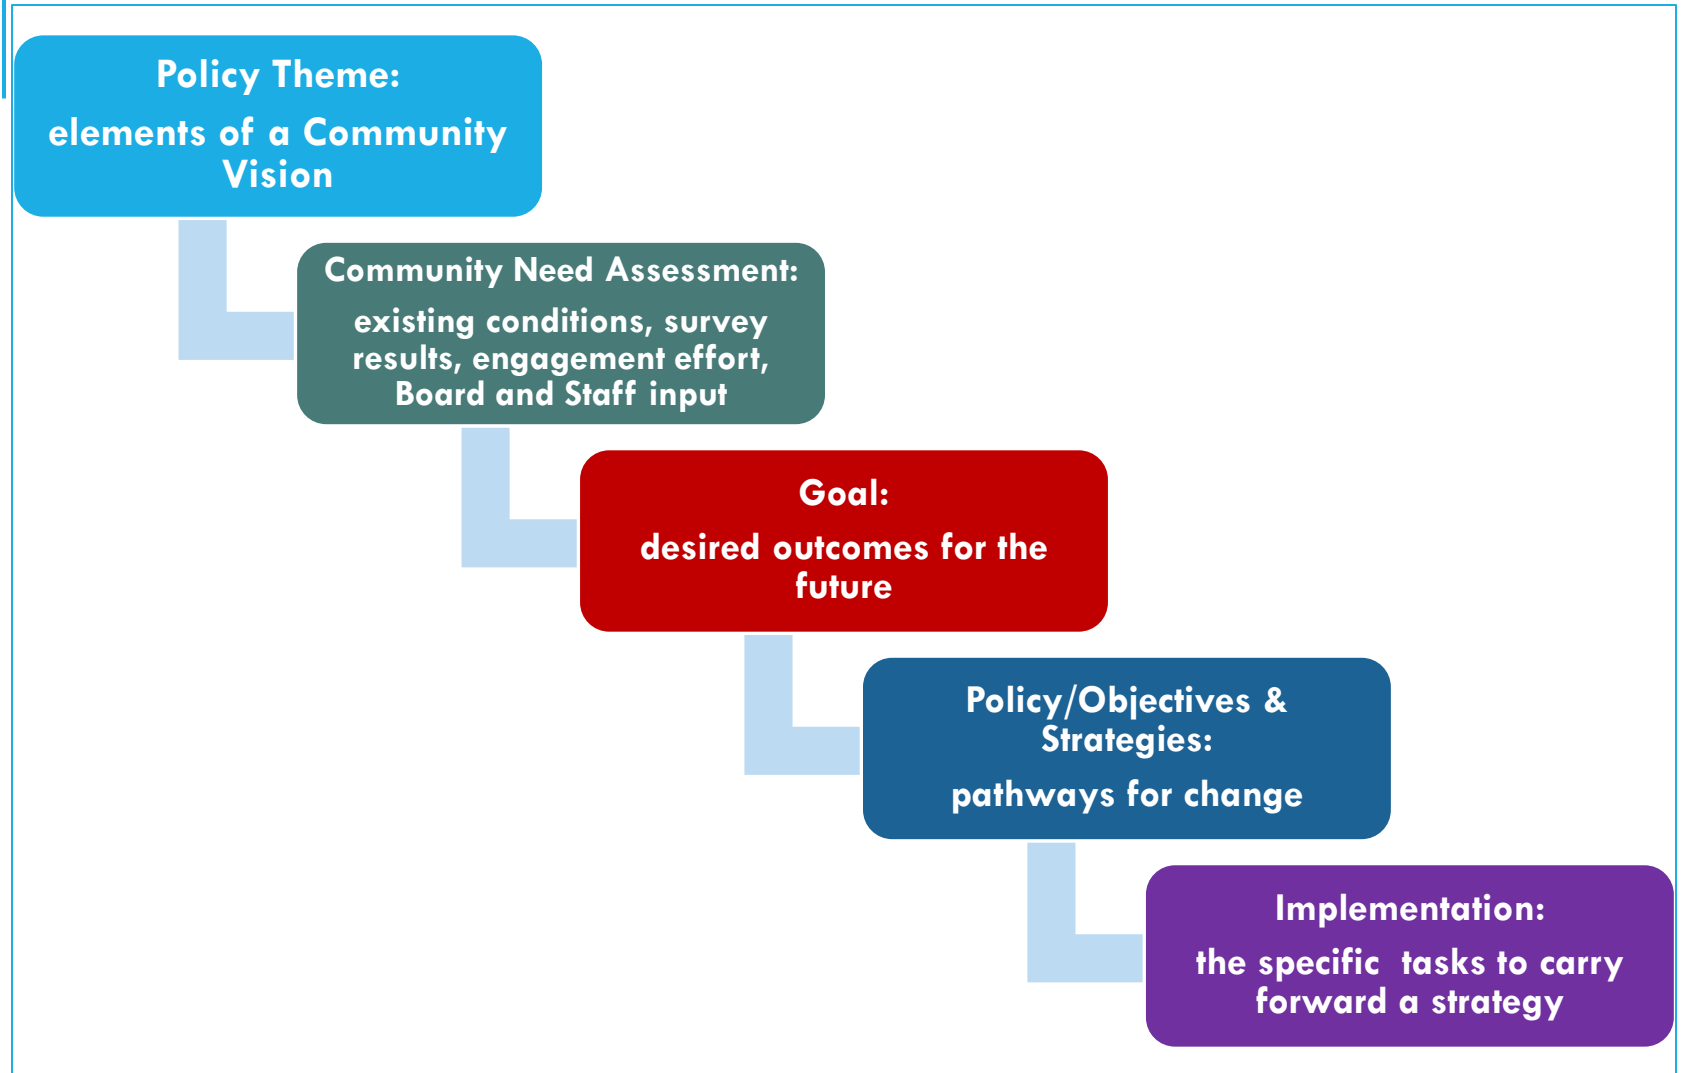 Policy Theme:
elements of a Community
Vision
Community Need Assessment:
existing conditions, survey
results, engagement effort,
Board and Staff input
Goal:
desired outcomes for the
future
Policy/Objectives &
Strategies:
pathways for change
Implementation:
the specific  tasks to carry
forward a strategy